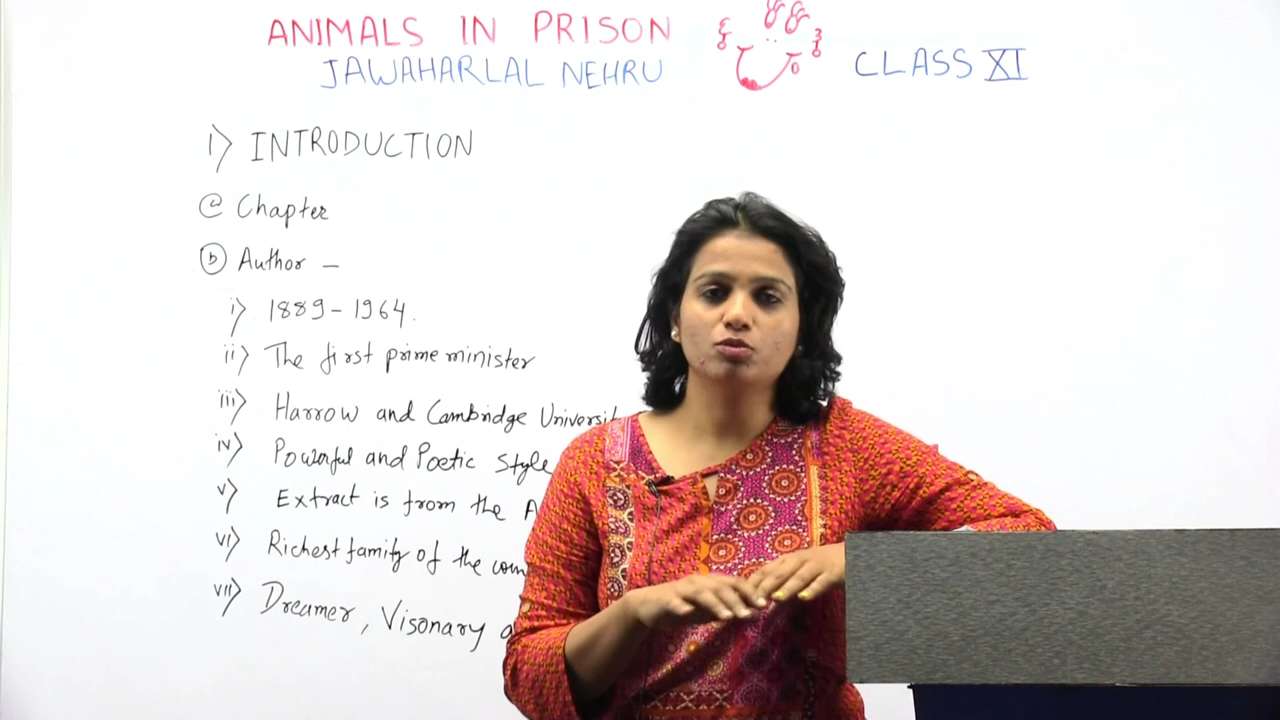 ANIMALS IN PRISON
JAWAHARLAL NEHRU
CLASS XI
1) INTRODUCTION
@ Chapter
b Author -
i) 1889-1964.
ii) The first prime minister
iii) Harrow and Cambridge Universit
iv) Powerful and Poetic Style
v) Extract is from the A
vi) Richest family of the coun
vii) Dreamer, Visonary a